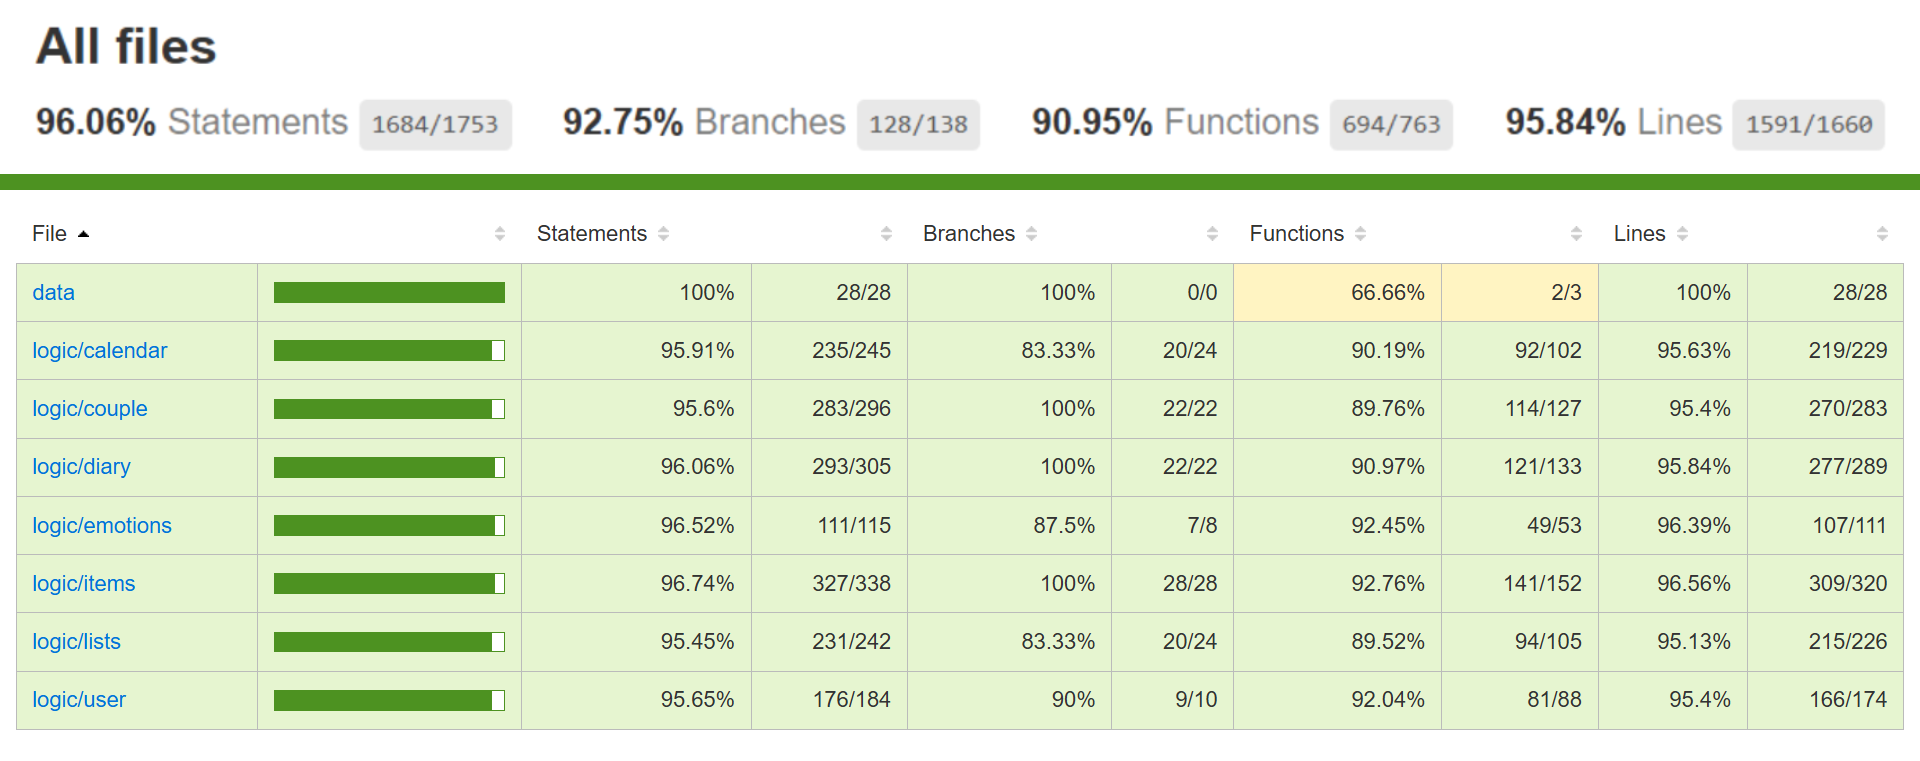 All files
96.06% Statements 1684/1753 92.75% Branches 128/138 90.95% Functions 694/763 95.84% Lines 1591/1660
File Statements Branches Functions Lines
data 100% 28/28 100% 0/0 66.66% 2/3 100% 28/28
logic/calendar 95.91% 235/245 83.33% 20/24 90.19% 92/102 95.63% 219/229
logic/couple 95.6% 283/296 100% 22/22 89.76% 114/127 95.4% 270/283
logic/diary 96.06% 293/305 100% 22/22 90.97% 121/133 95.84% 277/289
logic/emotions 96.52% 111/115 87.5% 7/8 92.45% 49/53 96.39% 107/111
logic/items 96.74% 327/338 100% 28/28 92.76% 141/152 96.56% 309/320
logic/lists 95.45% 231/242 83.33% 20/24 89.52% 94/105 95.13% 215/226
logic/user 95.65% 176/184 90% 9/10 92.04% 81/88 95.4% 166/174